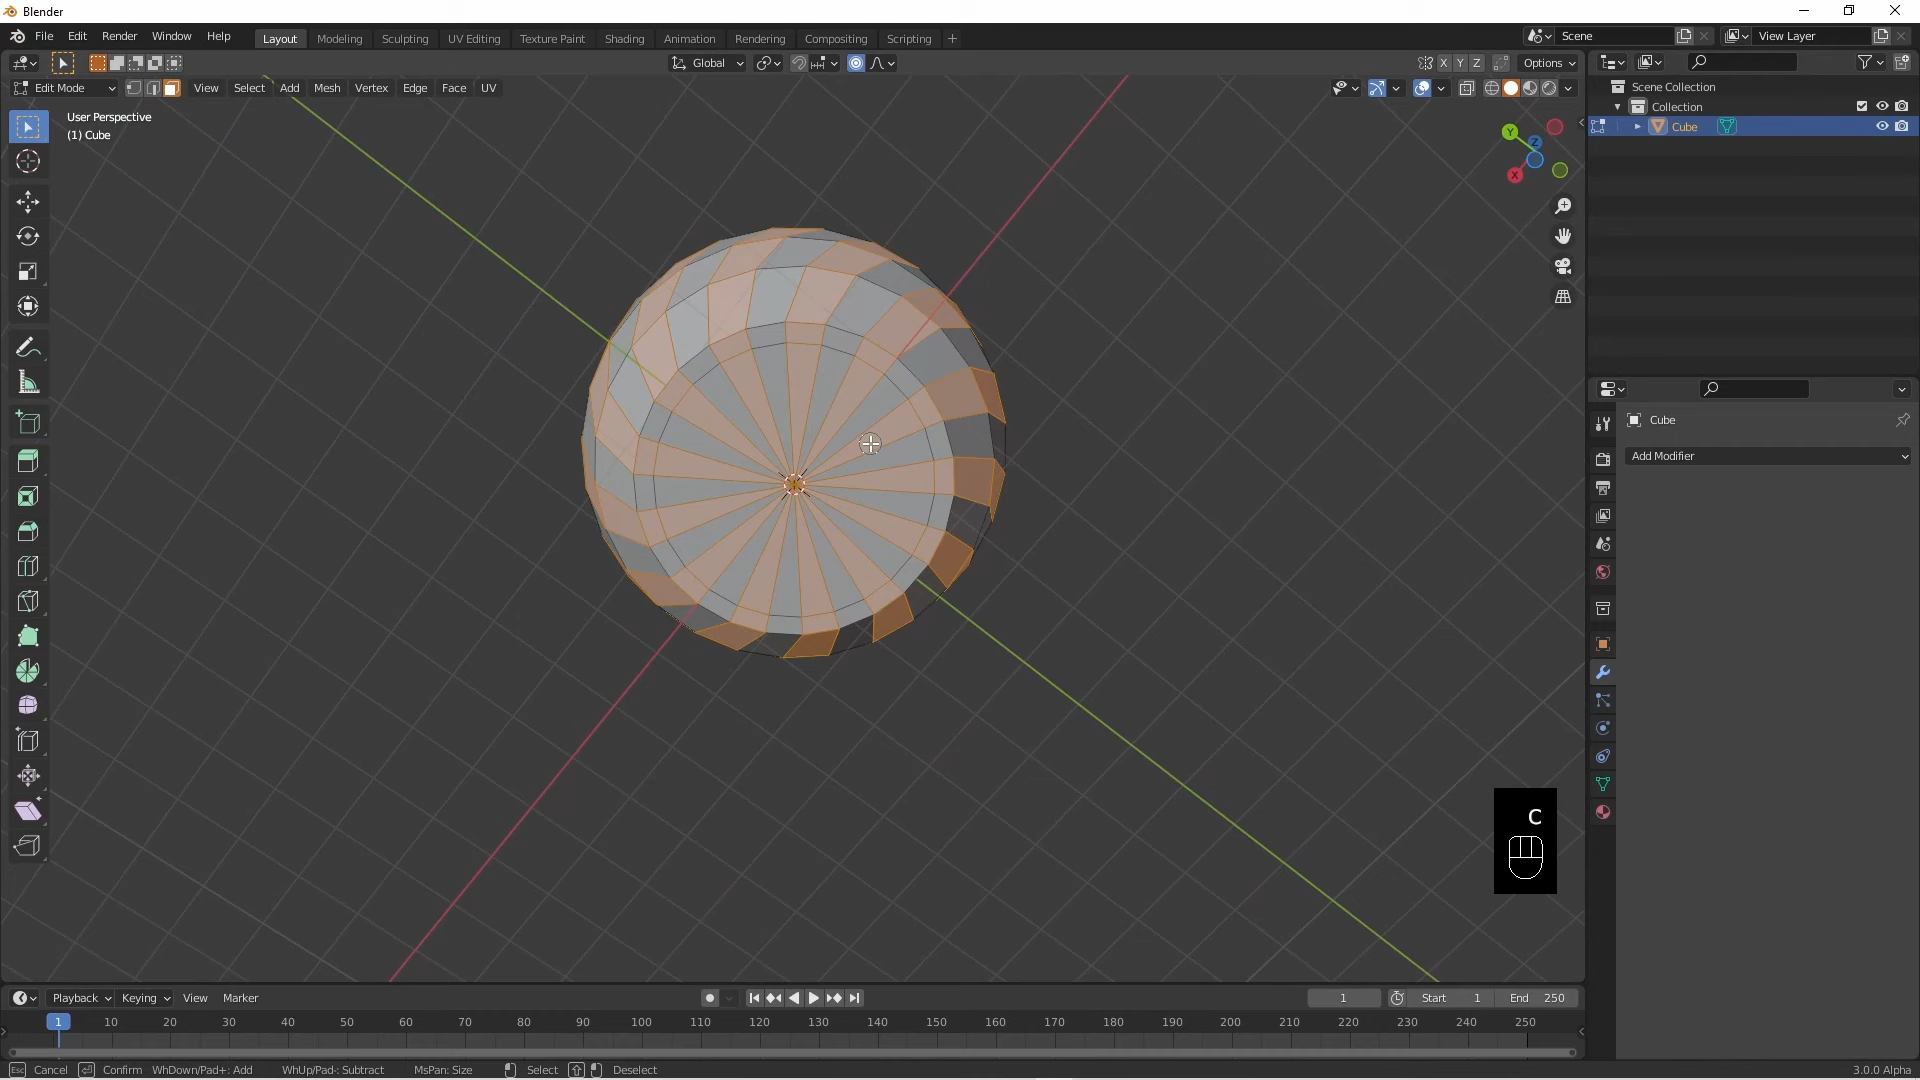 Blender
File Edit Render Window Help
Layout Modeling Sculpting UV Editing Texture Paint Shading Animation Rendering Compositing Scripting +
Scene
View Layer
Global
X Y Z
Options
Edit Mode
View Select Add Mesh Vertex Edge Face UV
User Perspective
(1) Cube
Y
Z
X
Scene Collection
Collection
Cube
Cube
Add Modifier
C
Playback Keying View Marker
1
Start 1
End 250
1 10 20 30 40 50 60 70 80 90 100 110 120 130 140 150 160 170 180 190 200 210 220 230 240 250
Esc Cancel Confirm WhDown/Pad+: Add WhUp/Pad-: Subtract MsPan: Size Select Deselect
3.0.0 Alpha